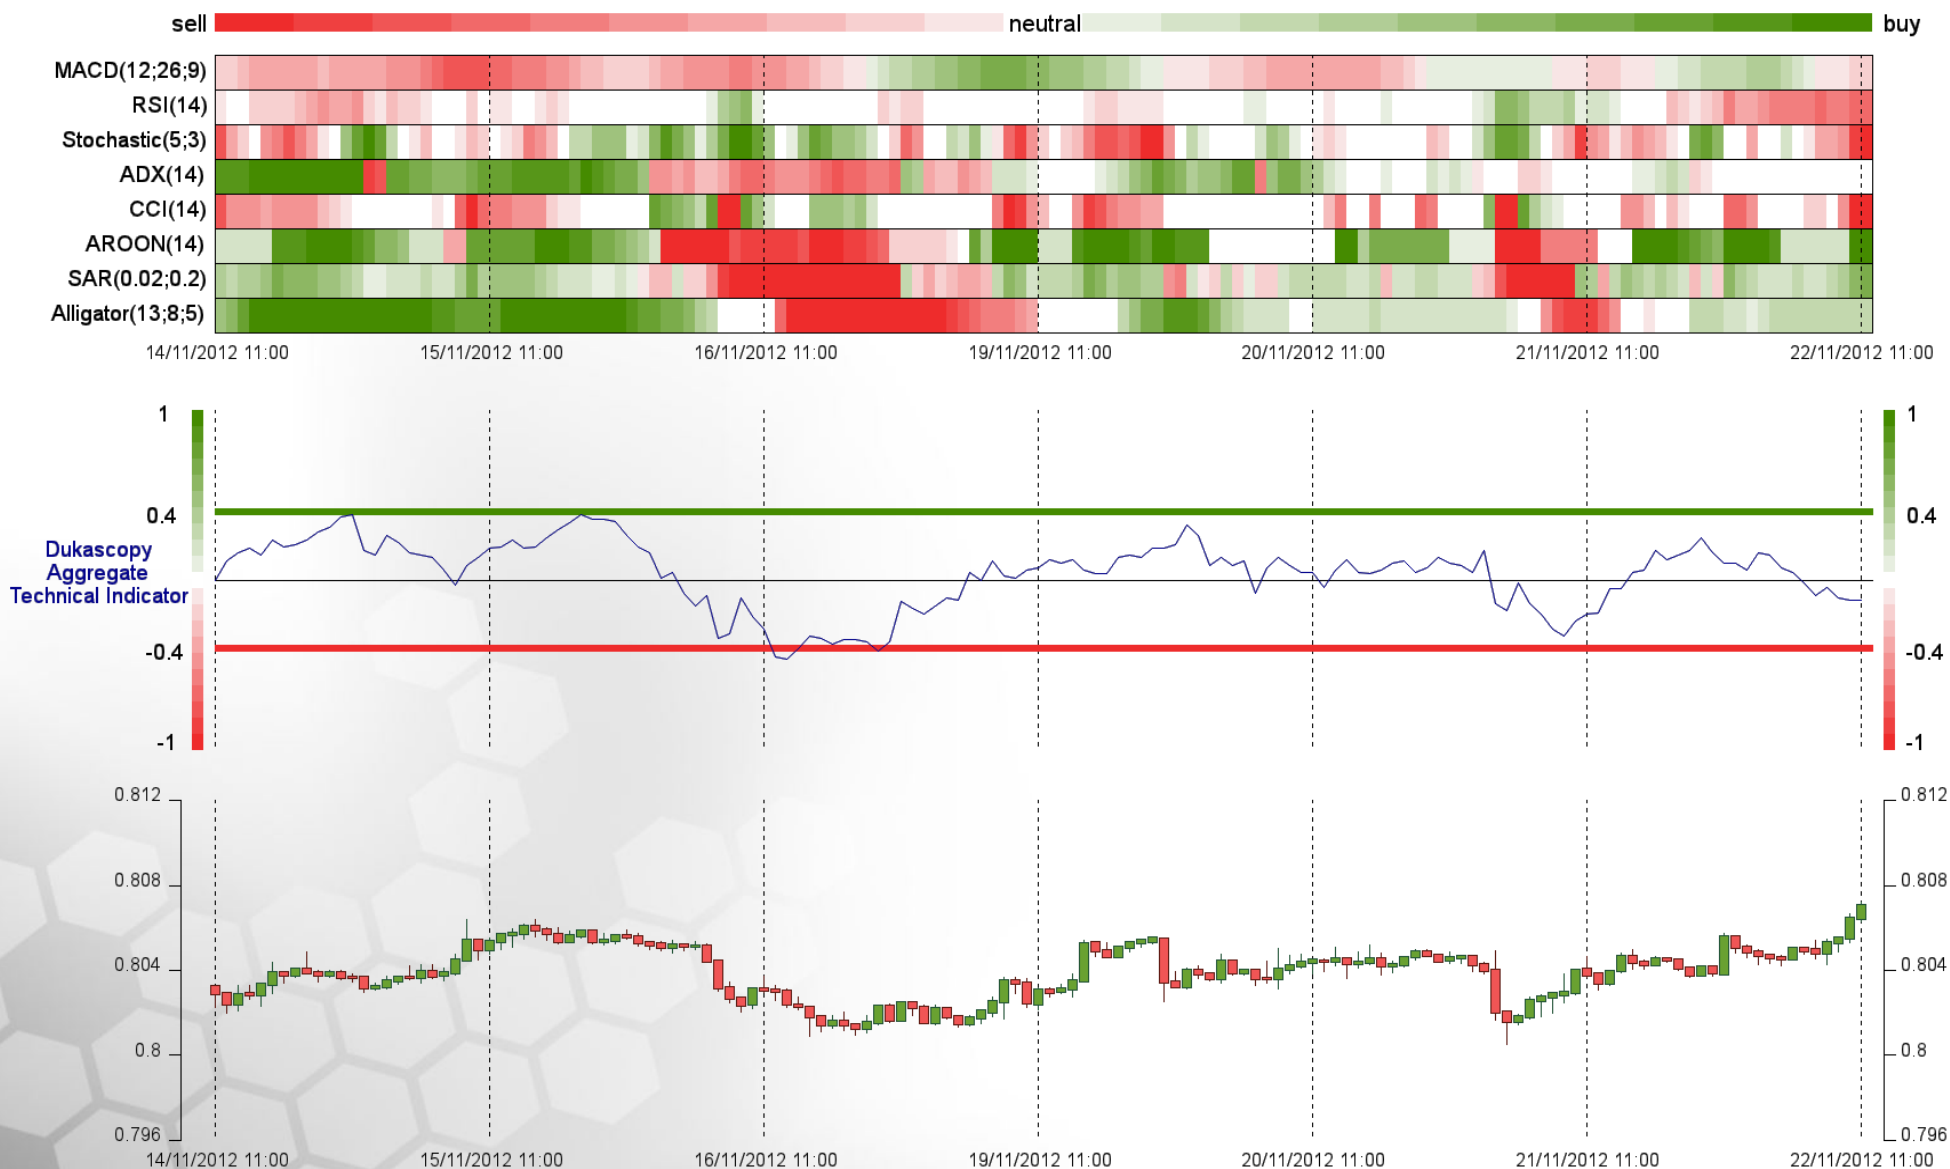 sell neutral buy
MACD(12;26;9)
RSI(14)
Stochastic(5;3)
ADX(14)
CCI(14)
AROON(14)
SAR(0.02;0.2)
Alligator(13;8;5)
14/11/2012 11:00 15/11/2012 11:00 16/11/2012 11:00 19/11/2012 11:00 20/11/2012 11:00 21/11/2012 11:00 22/11/2012 11:00
1 1
0.4 0.4
Dukascopy
Aggregate
Technical Indicator
-0.4 -0.4
-1 -1
0.812 0.812
0.808 0.808
0.804 0.804
0.8 0.8
0.796 0.796
14/11/2012 11:00 15/11/2012 11:00 16/11/2012 11:00 19/11/2012 11:00 20/11/2012 11:00 21/11/2012 11:00 22/11/2012 11:00